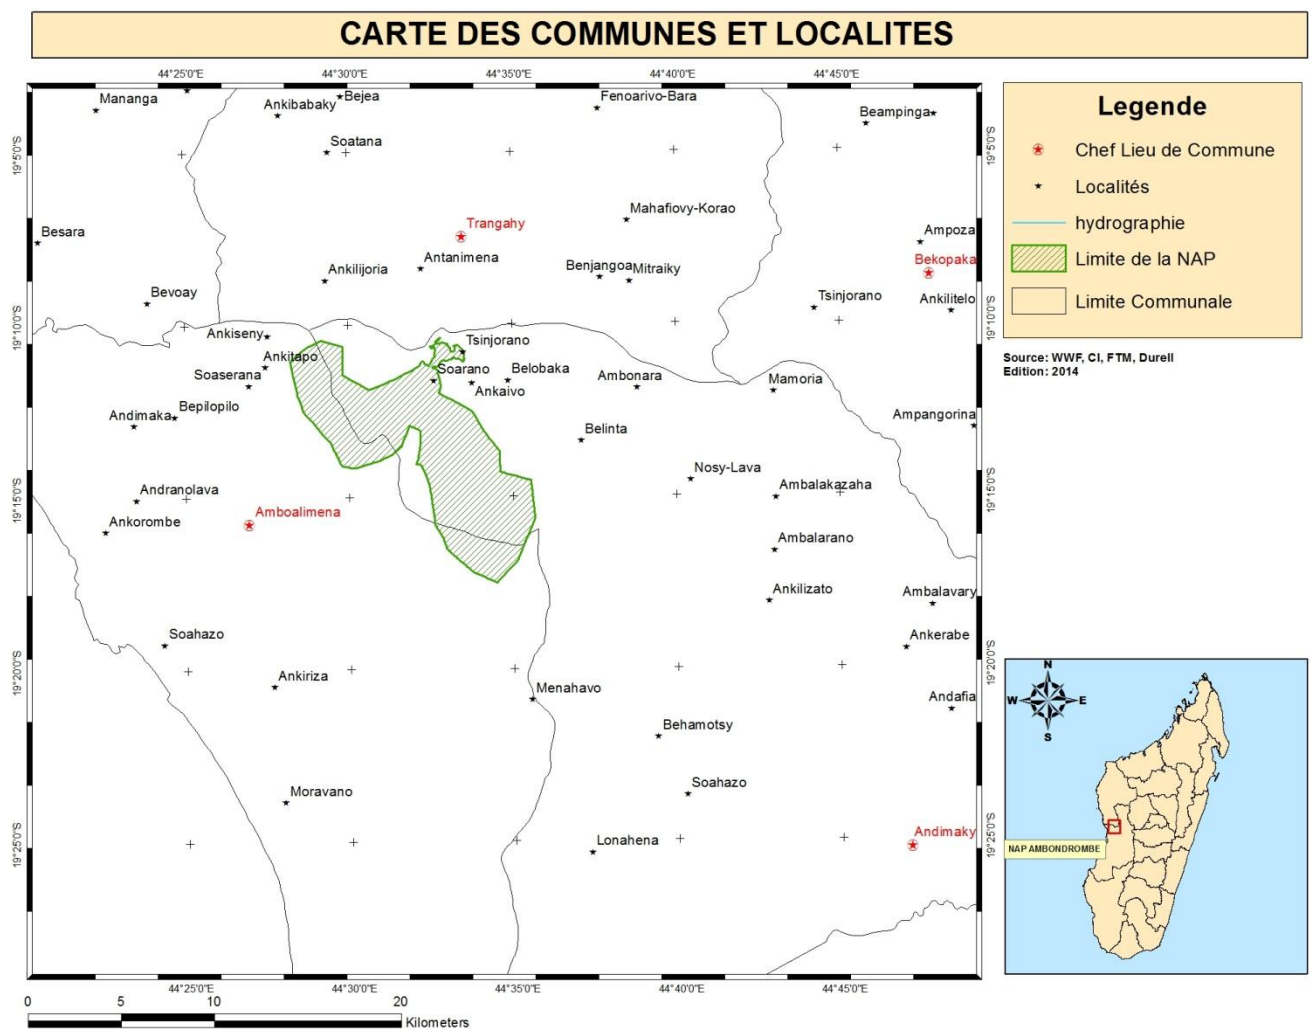 CARTE DES COMMUNES ET LOCALITES
44°25'0"E
44°30'0"E
44°35'0"E
44°40'0"E
44°45'0"E
Mananga
Ankibabaky
Bejea
Fenoarivo-Bara
Beampinga
Soatana
19°5'0"S
19°5'0"S
Mahafiovy-Korao
Trangahy
Besara
Ampoza
Antanimena
Bekopaka
Ankilijoria
Benjangoa
Mitraiky
Bevoay
Tsinjorano
Ankilitelo
19°10'0"S
19°10'0"S
Ankiseny
Tsinjorano
Ankitapo
Soarano
Belobaka
Soaserana
Ankaivo
Ambonara
Mamoria
Andimaka
Bepilopilo
Ampangorina
Belinta
Nosy-Lava
Andranolava
Ambalakazaha
19°15'0"S
19°15'0"S
Ankorombe
Amboalimena
Ambalarano
Ankilizato
Ambalavary
Soahazo
Ankerabe
19°20'0"S
19°20'0"S
Ankiriza
Menahavo
Andafia
Behamotsy
Moravano
Soahazo
Lonahena
Andimaky
19°25'0"S
19°25'0"S
44°25'0"E
44°30'0"E
44°35'0"E
44°40'0"E
44°45'0"E
0
5
10
20
Kilometers
Legende
Chef Lieu de Commune
Localités
hydrographie
Limite de la NAP
Limite Communale
Source: WWF, CI, FTM, Durell
Edition: 2014
N
W
E
S
NAP AMBONDROMBE